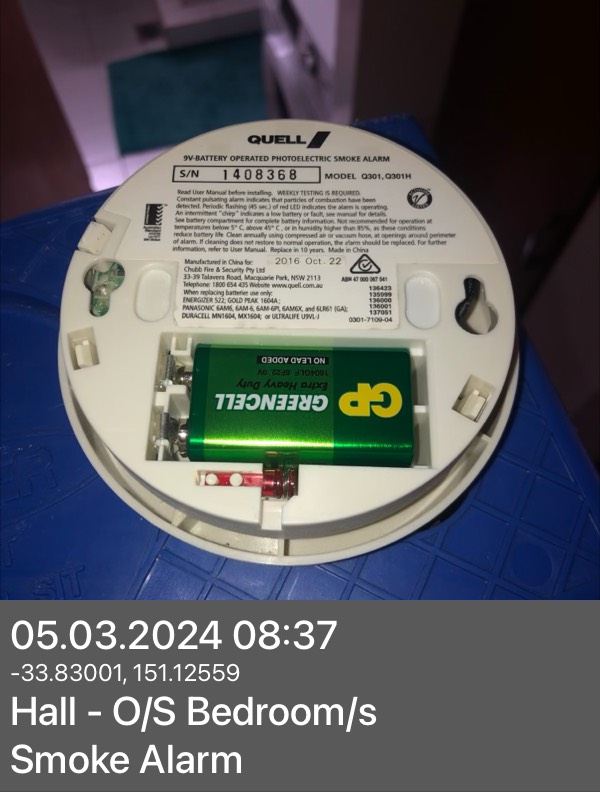 QUELL
9V-BATTERY OPERATED PHOTOELECTRIC SMOKE ALARM
S/N 1408368 MODEL Q301, Q301H
Read User Manual before installing. WEEKLY TESTING IS REQUIRED.
Constant pulsating alarm indicates that particles of combustion have been
detected. Periodic flashing (45 sec.) of red LED indicates the alarm is operating.
An intermittent "chirp" indicates a low battery or fault, see manual for details.
See battery compartment for complete battery information. Not recommended for operation at
temperatures below 5° C, above 45° C , or in humidity higher than 85%, as these conditions
reduce battery life. Clean annually using compressed air or vacuum hose, at openings around perimeter
of alarm. If cleaning does not restore to normal operation, the alarm should be replaced. For further
information, refer to User Manual. Replace in 10 years. Made in China
Manufactured in China for: 2016 Oct. 22
Chubb Fire & Security Pty Ltd
33-39 Talavera Road, Macquarie Park, NSW 2113
Telephone: 1800 654 435 Website www.quell.com.au
ABN 47 000 067 541
When replacing battery use only:
ENERGIZER 522; GOLD PEAK 1604A ;
PANASONIC 6AM6, 6AM-6, 6AM-6PI, 6AM6X, and 6LR61 (GA);
DURACELL MN1604, MX1604; or ULTRALIFE U9VL-J
136423
135999
136000
136001
137051
0301-7109-04
NO LEAD ADDED
1604GLF 6F22 9V
Extra Heavy Duty
GREENCELL
GP
05.03.2024 08:37
-33.83001, 151.12559
Hall - O/S Bedroom/s
Smoke Alarm